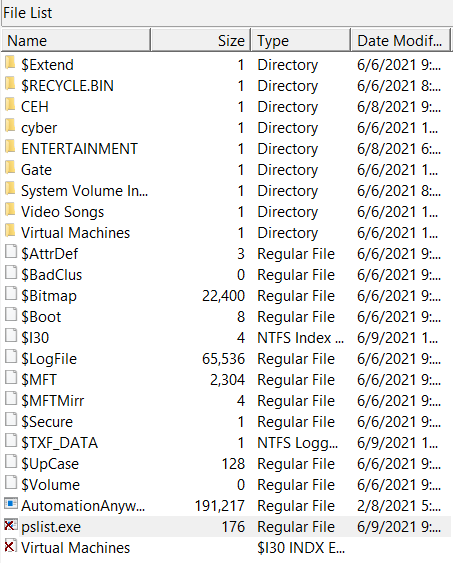 File List
Name Size Type Date Modif...
$Extend 1 Directory 6/6/2021 9:...
$RECYCLE.BIN 1 Directory 6/6/2021 8:...
CEH 1 Directory 6/8/2021 9:...
cyber 1 Directory 6/6/2021 1...
ENTERTAINMENT 1 Directory 6/8/2021 6:...
Gate 1 Directory 6/6/2021 1...
System Volume In... 1 Directory 6/6/2021 8:...
Video Songs 1 Directory 6/6/2021 1...
Virtual Machines 1 Directory 6/6/2021 1...
$AttrDef 3 Regular File 6/6/2021 9:...
$BadClus 0 Regular File 6/6/2021 9:...
$Bitmap 22,400 Regular File 6/6/2021 9:...
$Boot 8 Regular File 6/6/2021 9:...
$I30 4 NTFS Index ... 6/9/2021 1...
$LogFile 65,536 Regular File 6/6/2021 9:...
$MFT 2,304 Regular File 6/6/2021 9:...
$MFTMirr 4 Regular File 6/6/2021 9:...
$Secure 1 Regular File 6/6/2021 9:...
$TXF_DATA 1 NTFS Logg... 6/9/2021 1...
$UpCase 128 Regular File 6/6/2021 9:...
$Volume 0 Regular File 6/6/2021 9:...
AutomationAnyw... 191,217 Regular File 2/8/2021 5:...
pslist.exe 176 Regular File 6/9/2021 9:...
Virtual Machines $I30 INDX E...